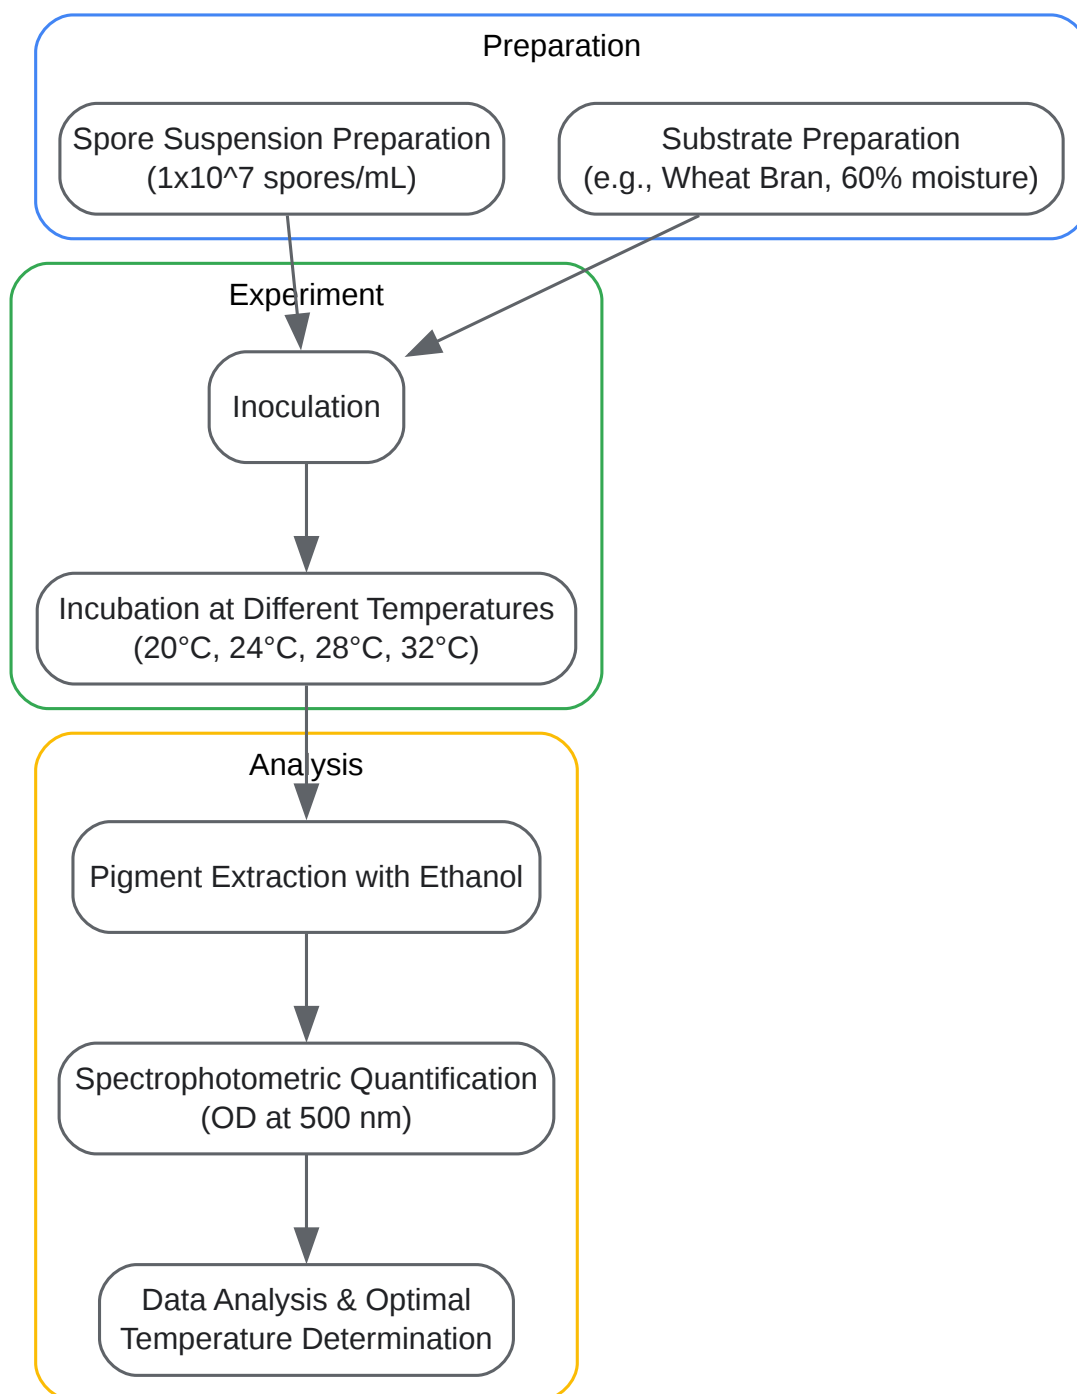 Preparation
Spore Suspension Preparation
(1x10^7 spores/mL)
Substrate Preparation
(e.g., Wheat Bran, 60% moisture)
Experiment
Inoculation
Incubation at Different Temperatures
(20°C, 24°C, 28°C, 32°C)
Analysis
Pigment Extraction with Ethanol
Spectrophotometric Quantification
(OD at 500 nm)
Data Analysis & Optimal
Temperature Determination